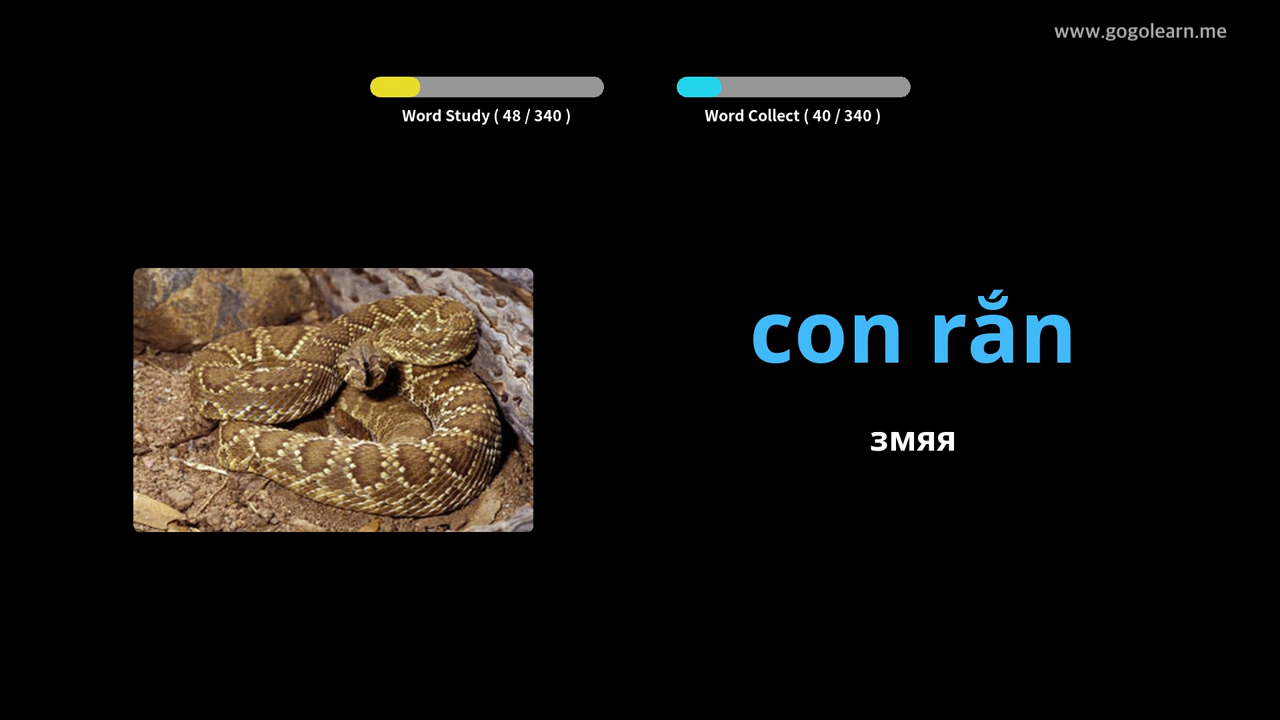 www.gogolearn.me
Word Study ( 48 / 340 )
Word Collect ( 40 / 340 )
con rắn
змяя